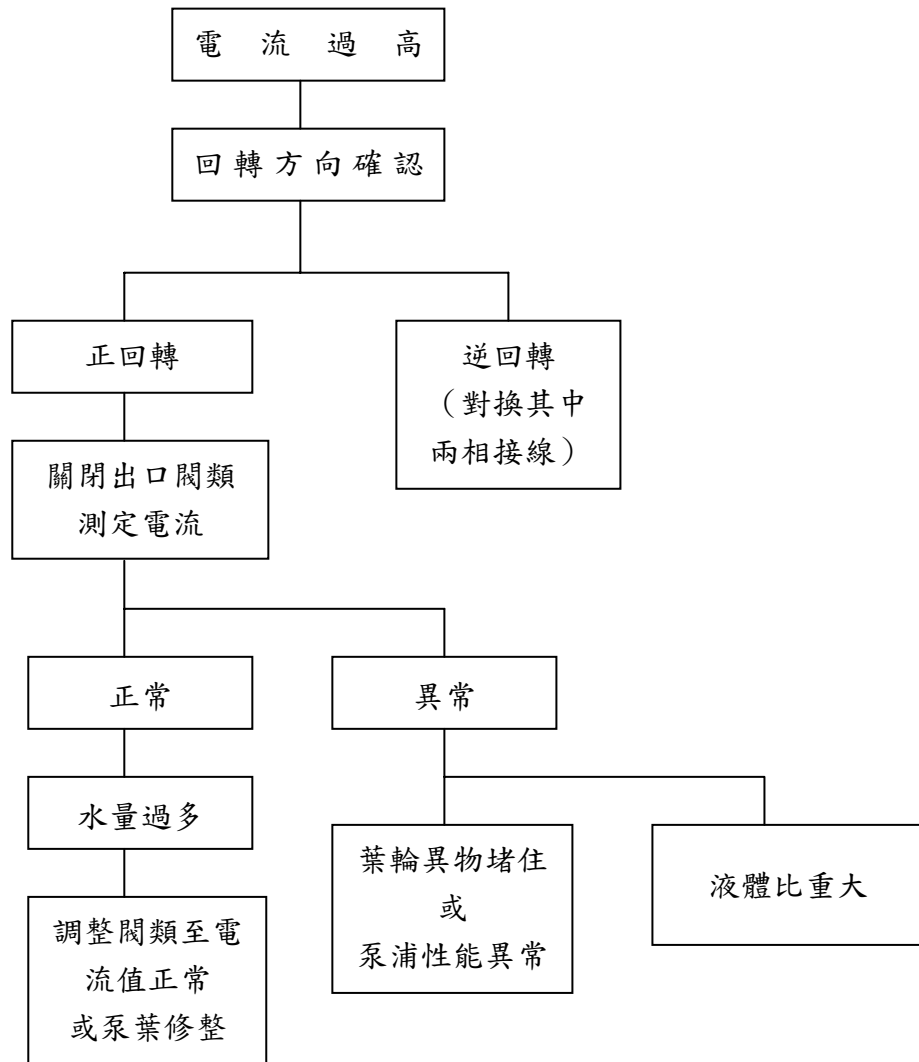 電流過高
回轉方向確認
正回轉
逆回轉
（對換其中
兩相接線）
關閉出口閥類
測定電流
正常
異常
水量過多
葉輪異物堵住
或
泵浦性能異常
液體比重大
調整閥類至電
流值正常
或泵葉修整